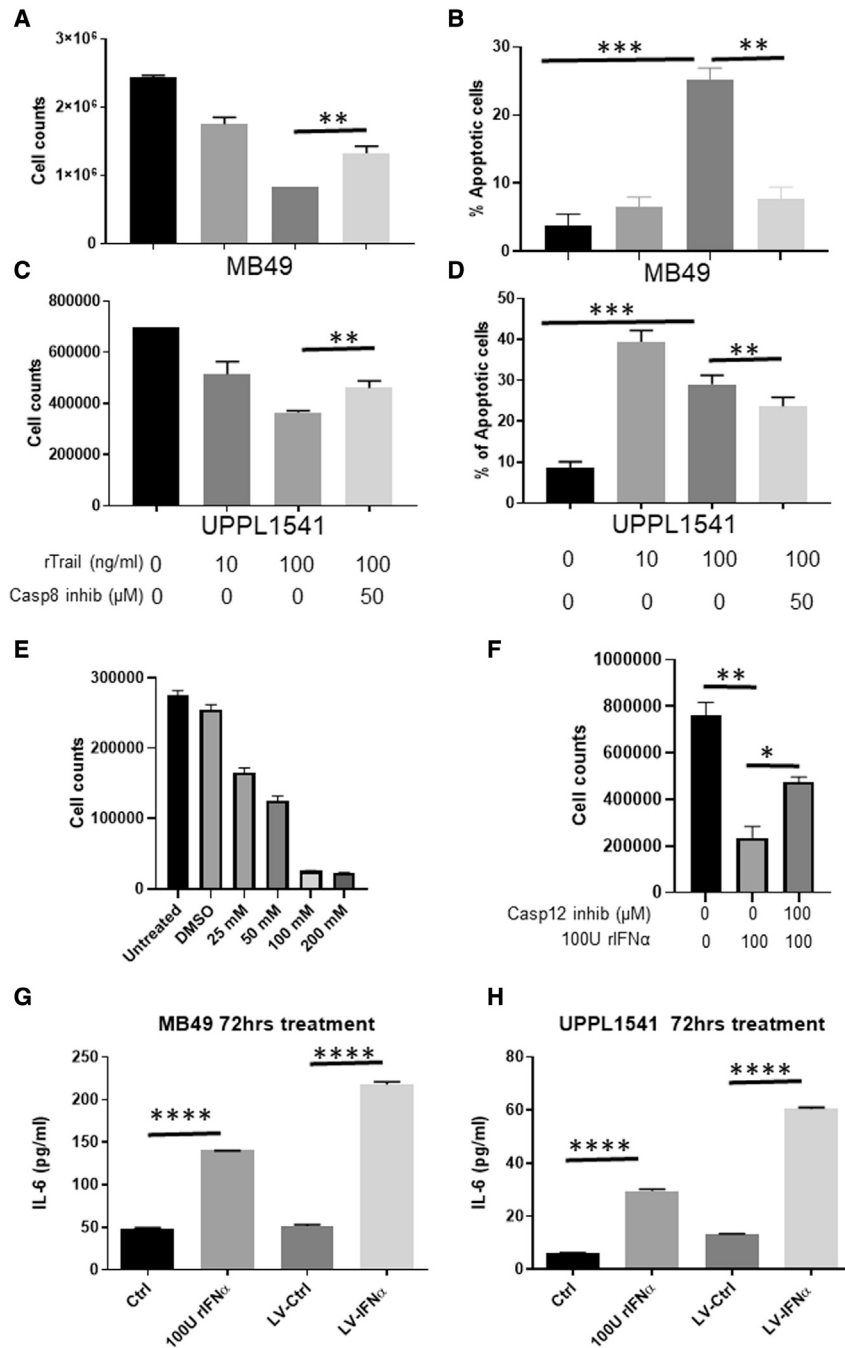 A
3×10⁶
2×10⁶
1×10⁶
0
Cell counts
**
MB49
B
30
20
10
0
% Apoptotic cells
***
**
MB49
C
800000
600000
400000
200000
0
Cell counts
**
UPPL1541
D
50
40
30
20
10
0
% of Apoptotic cells
***
**
UPPL1541
rTrail (ng/ml) 0 10 100 100
Casp8 inhib (µM) 0 0 0 50
0 10 100 100
0 0 0 50
E
300000
200000
100000
0
Cell counts
Untreated
DMSO
25 mM
50 mM
100 mM
200 mM
F
1000000
800000
600000
400000
200000
0
Cell counts
**
*
Casp12 inhib (µM) 0 0 100
100U rIFNα 0 100 100
G
MB49 72hrs treatment
250
200
150
100
50
0
IL-6 (pg/ml)
****
****
Ctrl
100U rIFNα
LV-Ctrl
LV-IFNα
H
UPPL1541 72hrs treatment
80
60
40
20
0
IL-6 (pg/ml)
****
****
Ctrl
100U rIFNα
LV-Ctrl
LV-IFNα